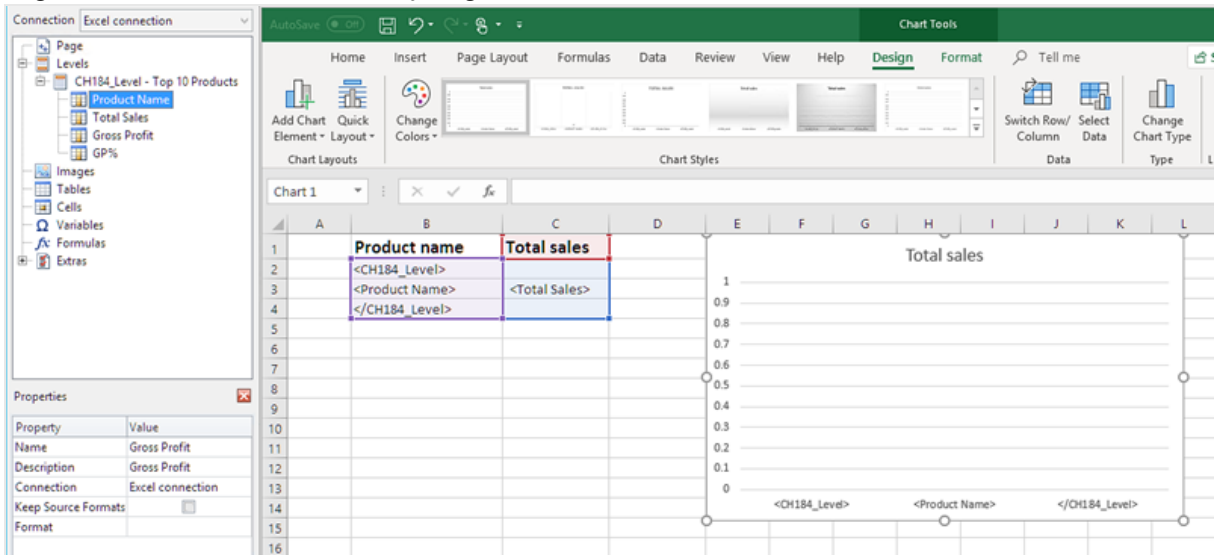 Connection Excel connection
Page
Levels
CH184_Level - Top 10 Products
Product Name
Total Sales
Gross Profit
GP%
Images
Tables
Cells
Variables
Formulas
Extras
Properties
Property Value
Name Gross Profit
Description Gross Profit
Connection Excel connection
Keep Source Formats
Format
AutoSave Off
Chart Tools
Home Insert Page Layout Formulas Data Review View Help Design Format Tell me
Add Chart Element
Quick Layout
Change Colors
Switch Row/ Column
Select Data
Change Chart Type
Chart Layouts Chart Styles Data Type
Chart 1 fx
A B C D E F G H I J K L
1 Product name Total sales
2 <CH184_Level>
3 <Product Name> <Total Sales>
4 </CH184_Level>
5
6
7
8
9
10
11
12
13
14
15
16
Total sales
1
0.9
0.8
0.7
0.6
0.5
0.4
0.3
0.2
0.1
0
<CH184_Level> <Product Name> </CH184_Level>